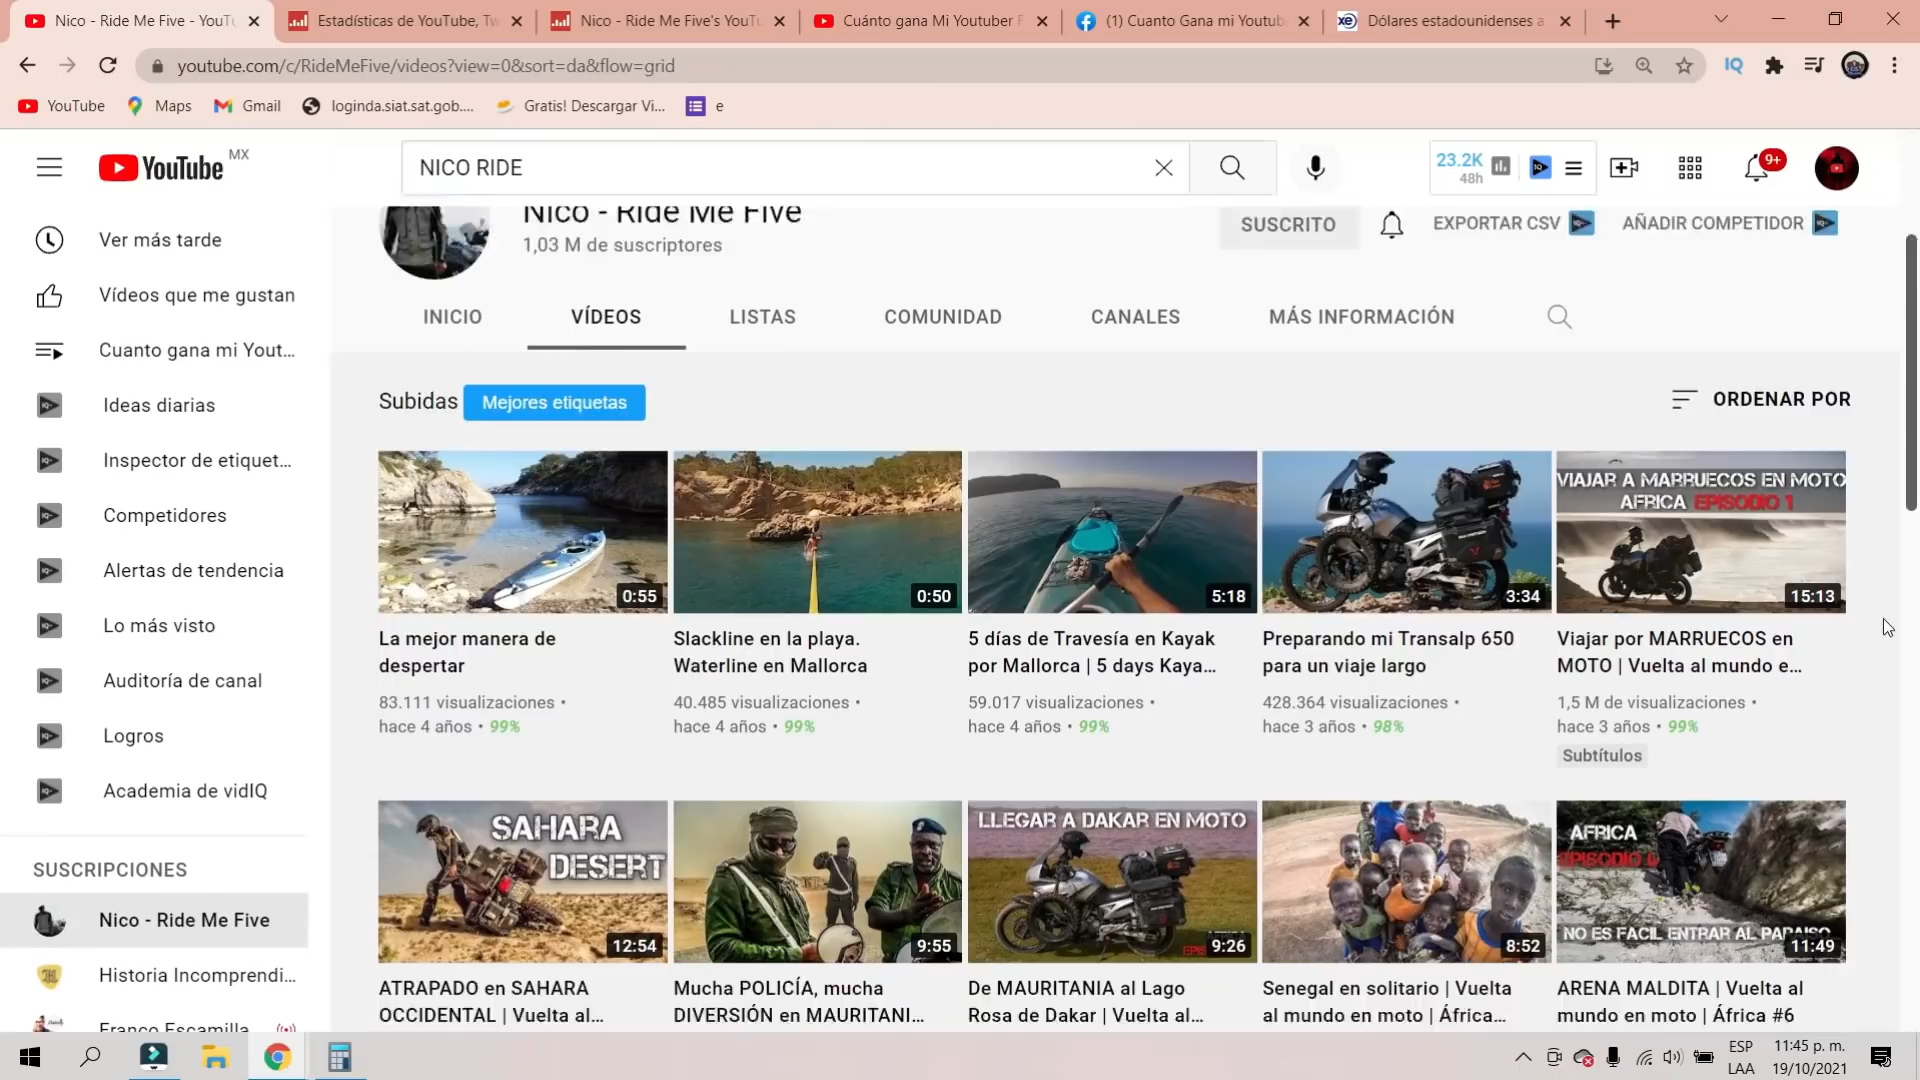 Nico - Ride Me Five - YouTu
Estadísticas de YouTube, Tw
Nico - Ride Me Five's YouTu
Cuánto gana Mi Youtuber F
(1) Cuanto Gana mi Youtub
Dólares estadounidenses a
youtube.com/c/RideMeFive/videos?view=0&sort=da&flow=grid
YouTube
Maps
Gmail
loginda.siat.sat.gob....
Gratis! Descargar Vi...
e
YouTube MX
NICO RIDE
23.2K
48h
9+
Ver más tarde
Vídeos que me gustan
Cuanto gana mi Yout...
Ideas diarias
Inspector de etiquet...
Competidores
Alertas de tendencia
Lo más visto
Auditoría de canal
Logros
Academia de vidIQ
SUSCRIPCIONES
Nico - Ride Me Five
Historia Incomprendi...
Franco Escamilla
Nico - Ride Me Five
1,03 M de suscriptores
SUSCRITO
EXPORTAR CSV
AÑADIR COMPETIDOR
INICIO
VÍDEOS
LISTAS
COMUNIDAD
CANALES
MÁS INFORMACIÓN
Subidas
Mejores etiquetas
ORDENAR POR
0:55
La mejor manera de
despertar
83.111 visualizaciones •
hace 4 años • 99%
0:50
Slackline en la playa.
Waterline en Mallorca
40.485 visualizaciones •
hace 4 años • 99%
5:18
5 días de Travesía en Kayak
por Mallorca | 5 days Kaya...
59.017 visualizaciones •
hace 4 años • 99%
3:34
Preparando mi Transalp 650
para un viaje largo
428.364 visualizaciones •
hace 3 años • 98%
VIAJAR A MARRUECOS EN MOTO
AFRICA EPISODIO 1
15:13
Viajar por MARRUECOS en
MOTO | Vuelta al mundo e...
1,5 M de visualizaciones •
hace 3 años • 99%
Subtítulos
SAHARA
DESERT
12:54
ATRAPADO en SAHARA
OCCIDENTAL | Vuelta al...
9:55
Mucha POLICÍA, mucha
DIVERSIÓN en MAURITANI...
LLEGAR A DAKAR EN MOTO
9:26
De MAURITANIA al Lago
Rosa de Dakar | Vuelta al...
8:52
Senegal en solitario | Vuelta
al mundo en moto | África...
AFRICA
EPISODIO 6
NO ES FACIL ENTRAR AL PARAISO
11:49
ARENA MALDITA | Vuelta al
mundo en moto | África #6
ESP
LAA
11:45 p. m.
19/10/2021